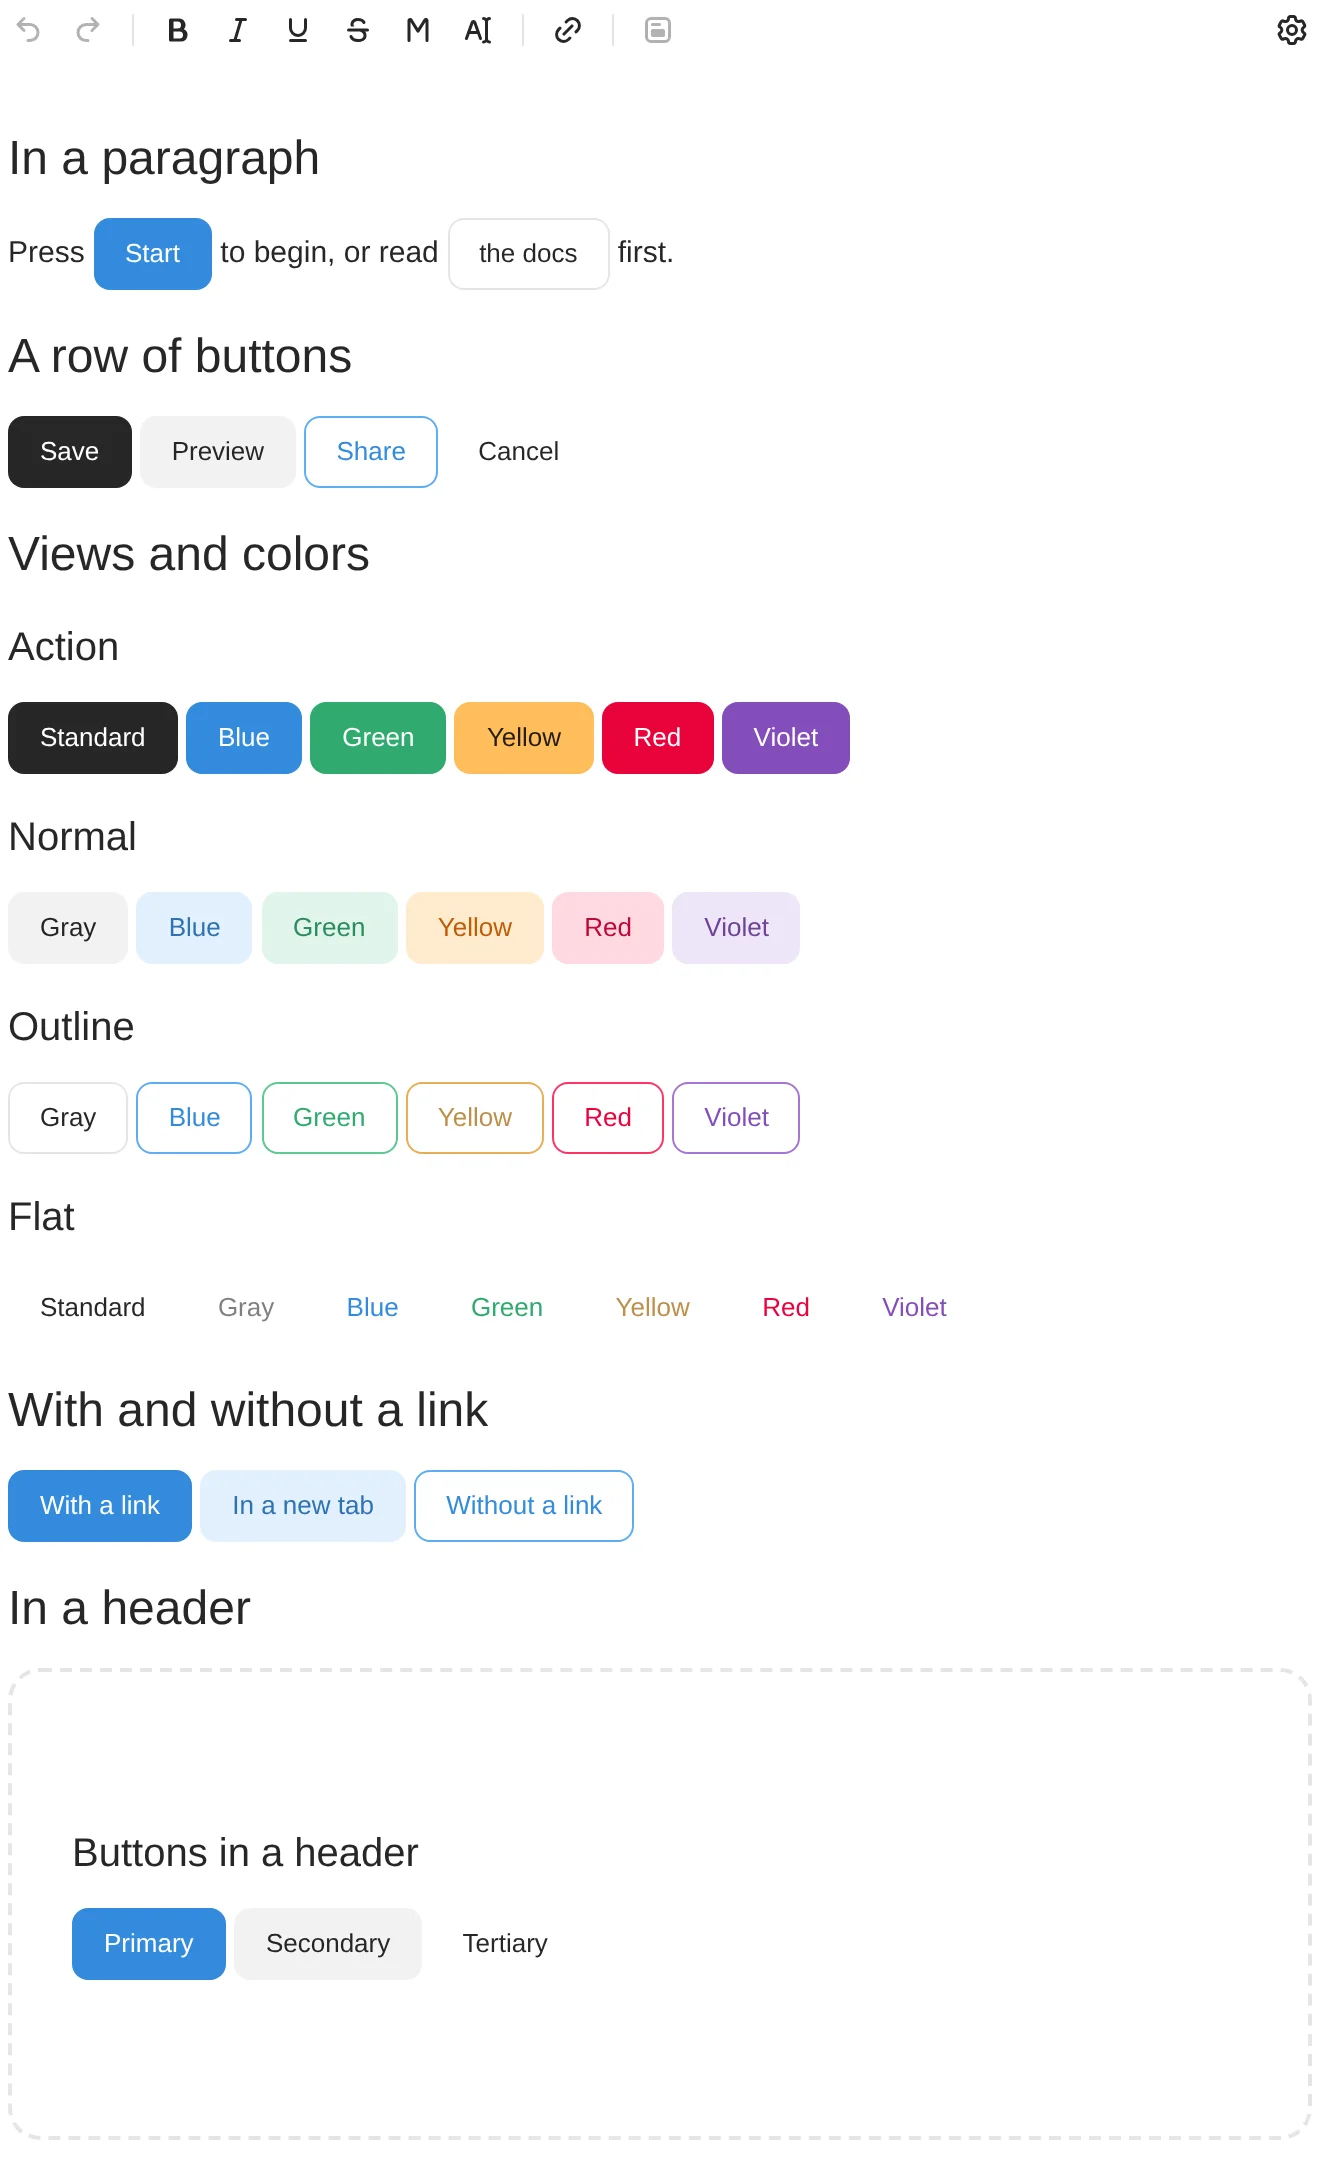 In a paragraph
Press Start to begin, or read the docs first.
A row of buttons
Save Preview Share Cancel
Views and colors
Action
Standard Blue Green Yellow Red Violet
Normal
Gray Blue Green Yellow Red Violet
Outline
Gray Blue Green Yellow Red Violet
Flat
Standard Gray Blue Green Yellow Red Violet
With and without a link
With a link In a new tab Without a link
In a header
Buttons in a header
Primary Secondary Tertiary